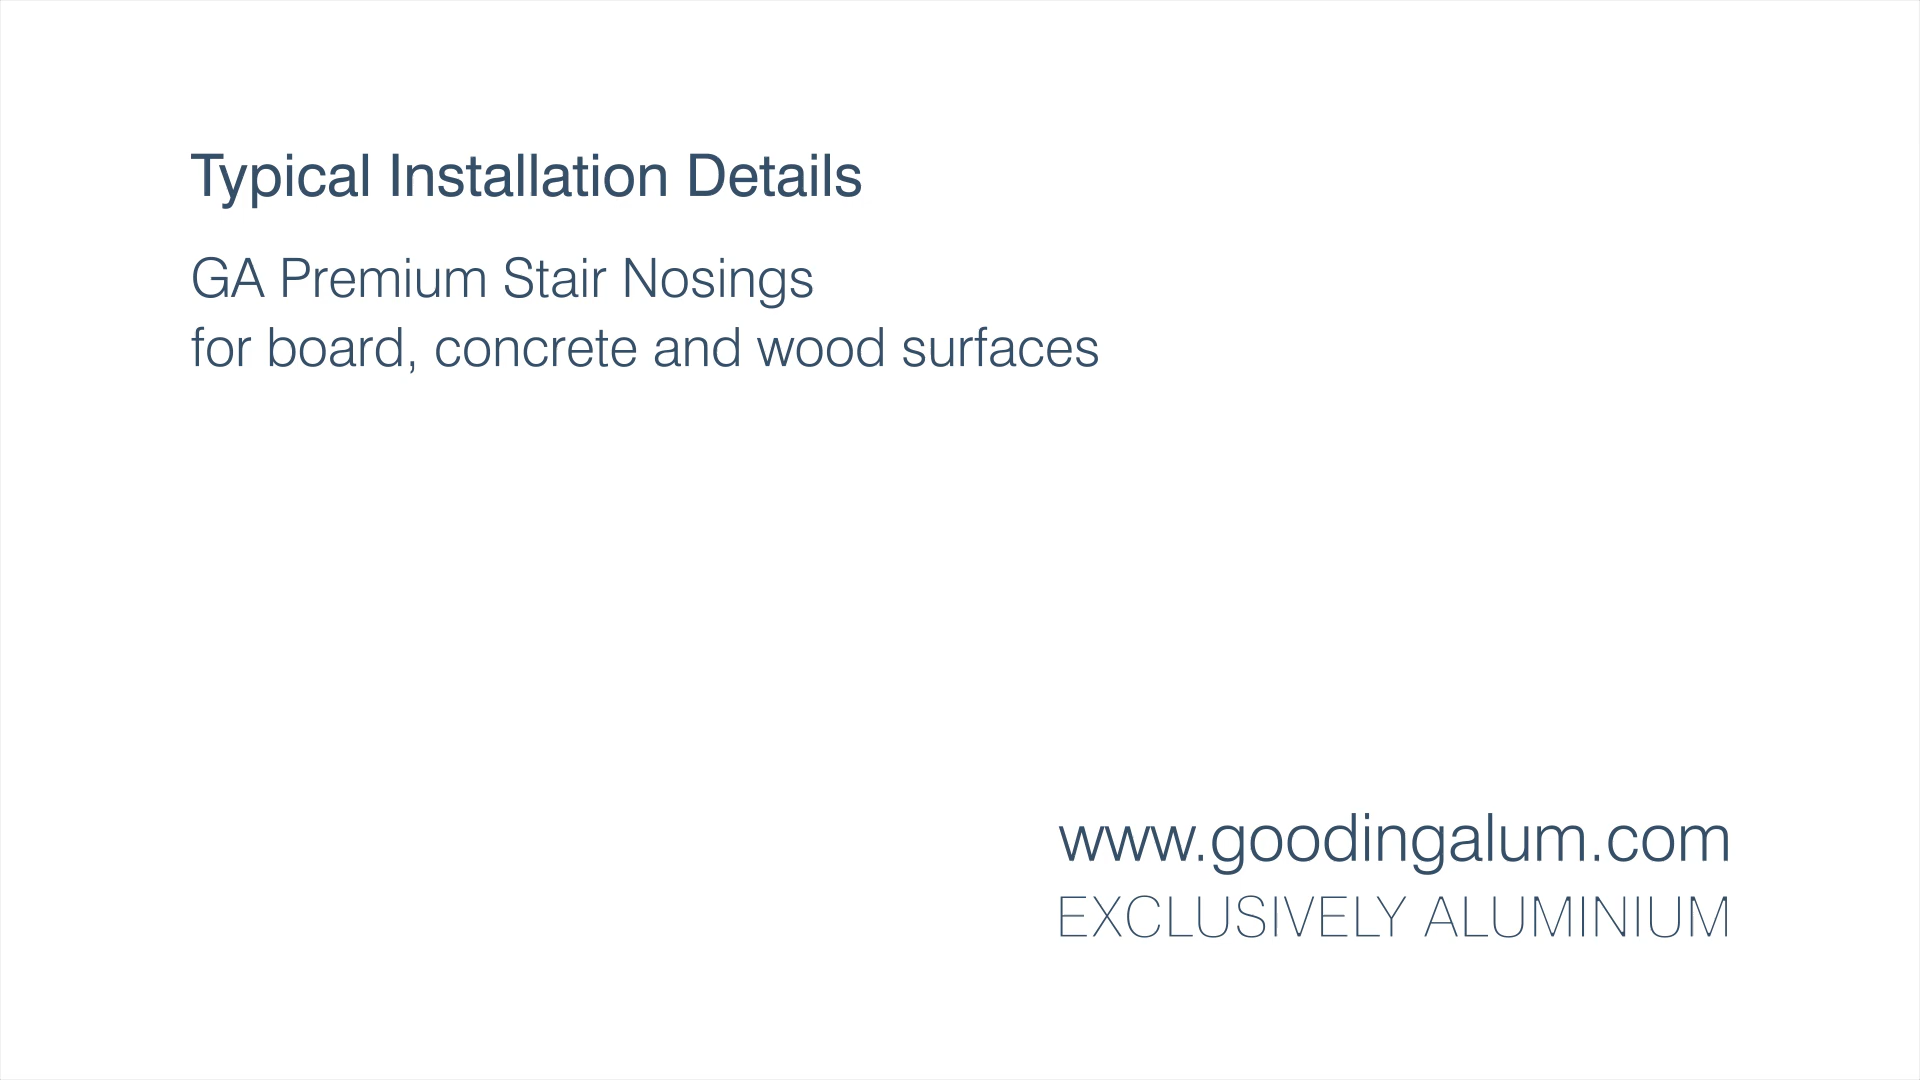 Typical Installation Details
GA Premium Stair Nosings
for board, concrete and wood surfaces
www.goodingalum.com
EXCLUSIVELY ALUMINIUM